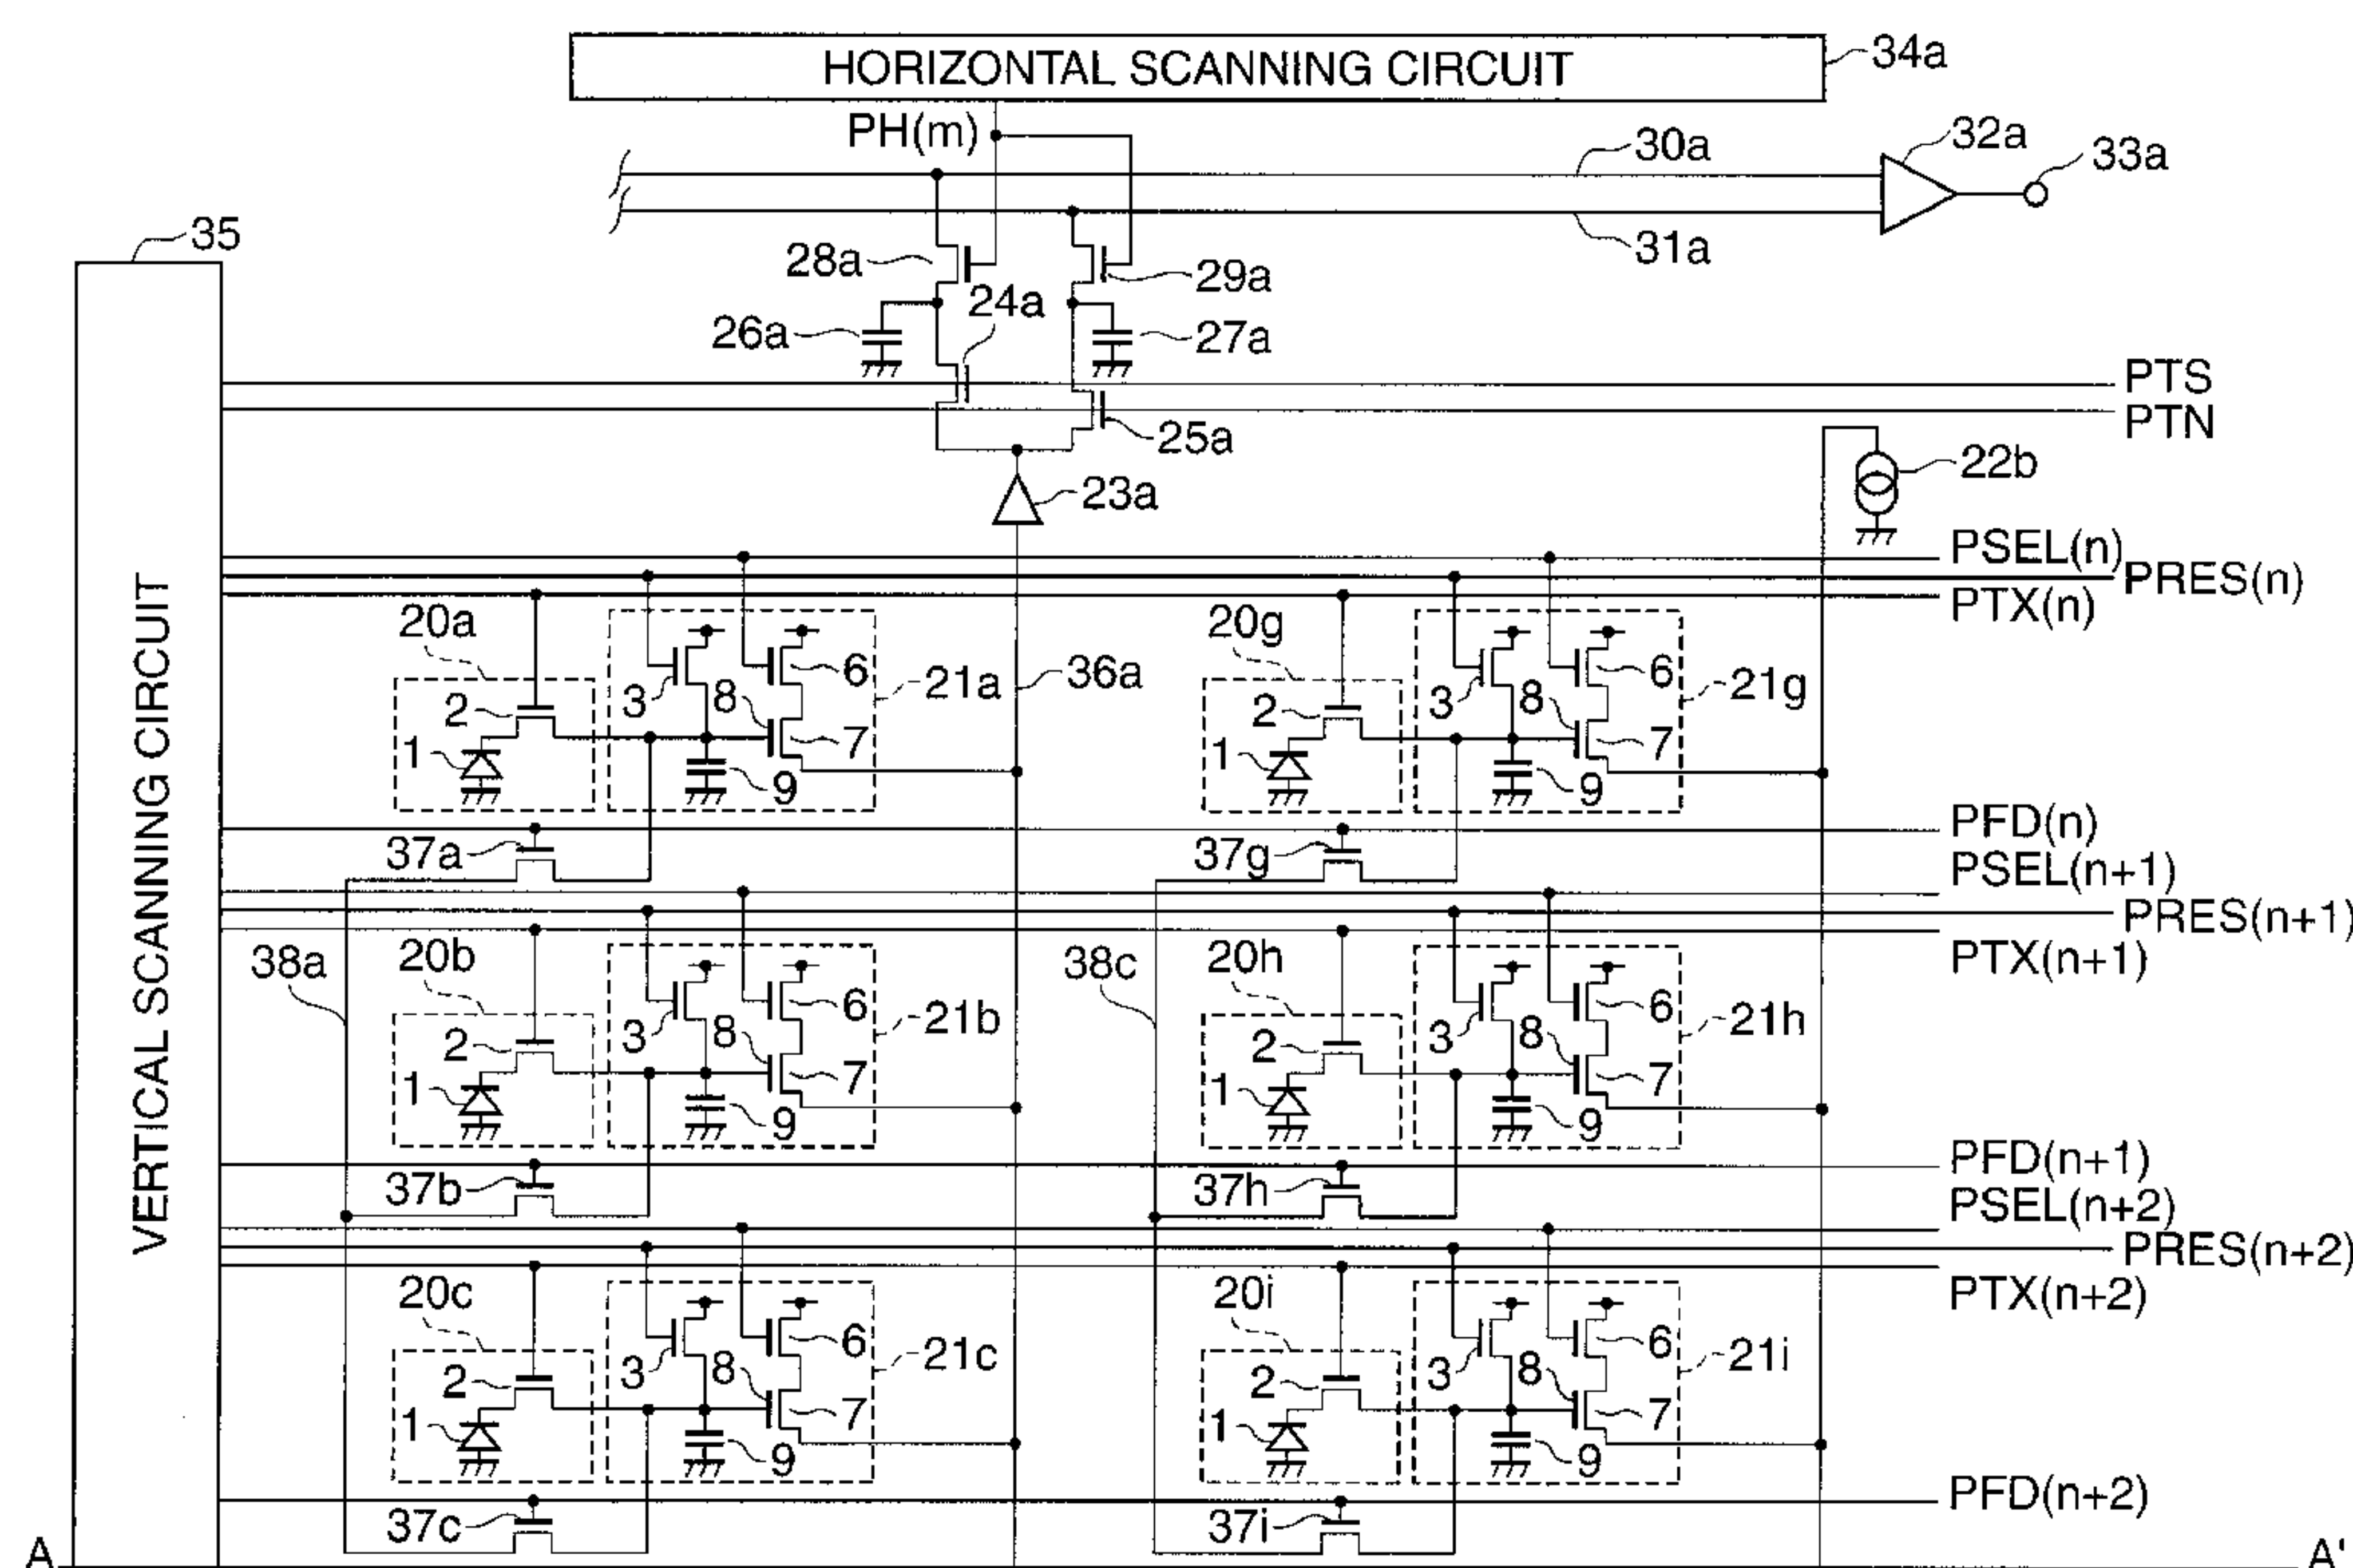 HORIZONTAL SCANNING CIRCUIT
34a
PH(m)
30a
32a
33a
35
28a
31a
29a
24a
26a
27a
PTS
PTN
25a
22b
23a
PSEL(n)
PRES(n)
PTX(n)
VERTICAL SCANNING CIRCUIT
20a
21a
36a
20g
21g
2
3
8
6
7
1
9
2
3
8
6
7
1
9
PFD(n)
37a
37g
PSEL(n+1)
PRES(n+1)
PTX(n+1)
38a
20b
21b
38c
20h
21h
2
3
8
6
7
1
9
2
3
8
6
7
1
9
PFD(n+1)
37b
37h
PSEL(n+2)
PRES(n+2)
PTX(n+2)
20c
21c
20i
21i
2
3
8
6
7
1
9
2
3
8
6
7
1
9
PFD(n+2)
37c
37i
A
A'